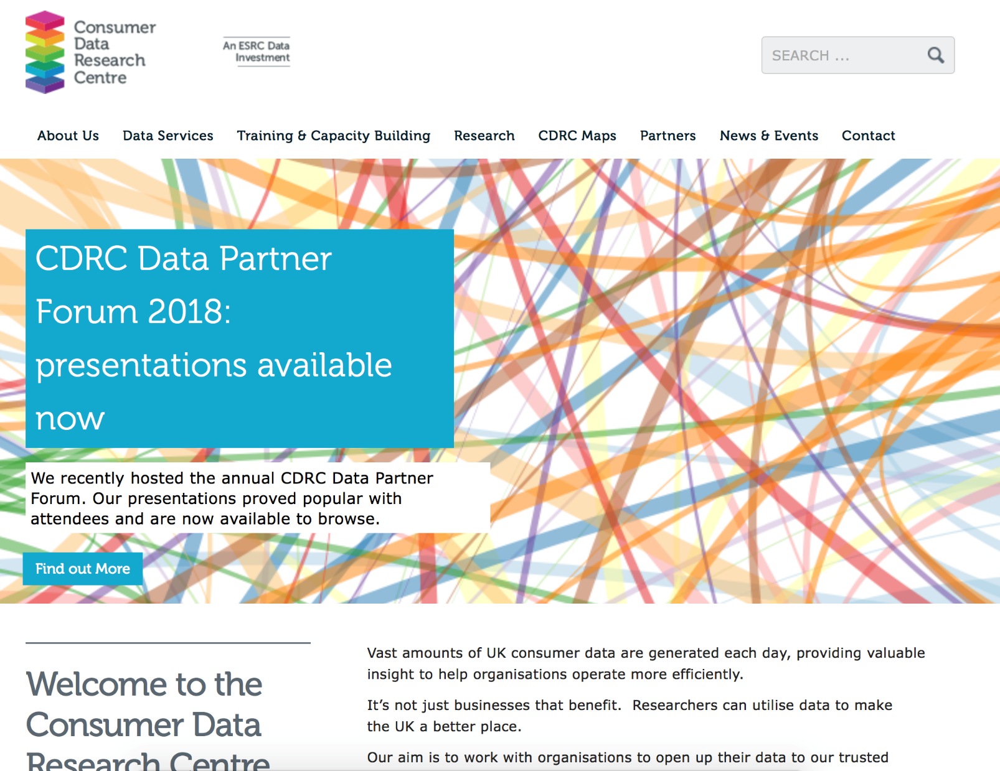 Consumer
Data
Research
Centre
An ESRC Data
Investment
SEARCH ...
About Us Data Services Training & Capacity Building Research CDRC Maps Partners News & Events Contact
CDRC Data Partner
Forum 2018:
presentations available
now
We recently hosted the annual CDRC Data Partner
Forum. Our presentations proved popular with
attendees and are now available to browse.
Find out More
Welcome to the
Consumer Data
Research Centre
Vast amounts of UK consumer data are generated each day, providing valuable
insight to help organisations operate more efficiently.
It’s not just businesses that benefit.  Researchers can utilise data to make
the UK a better place.
Our aim is to work with organisations to open up their data to our trusted